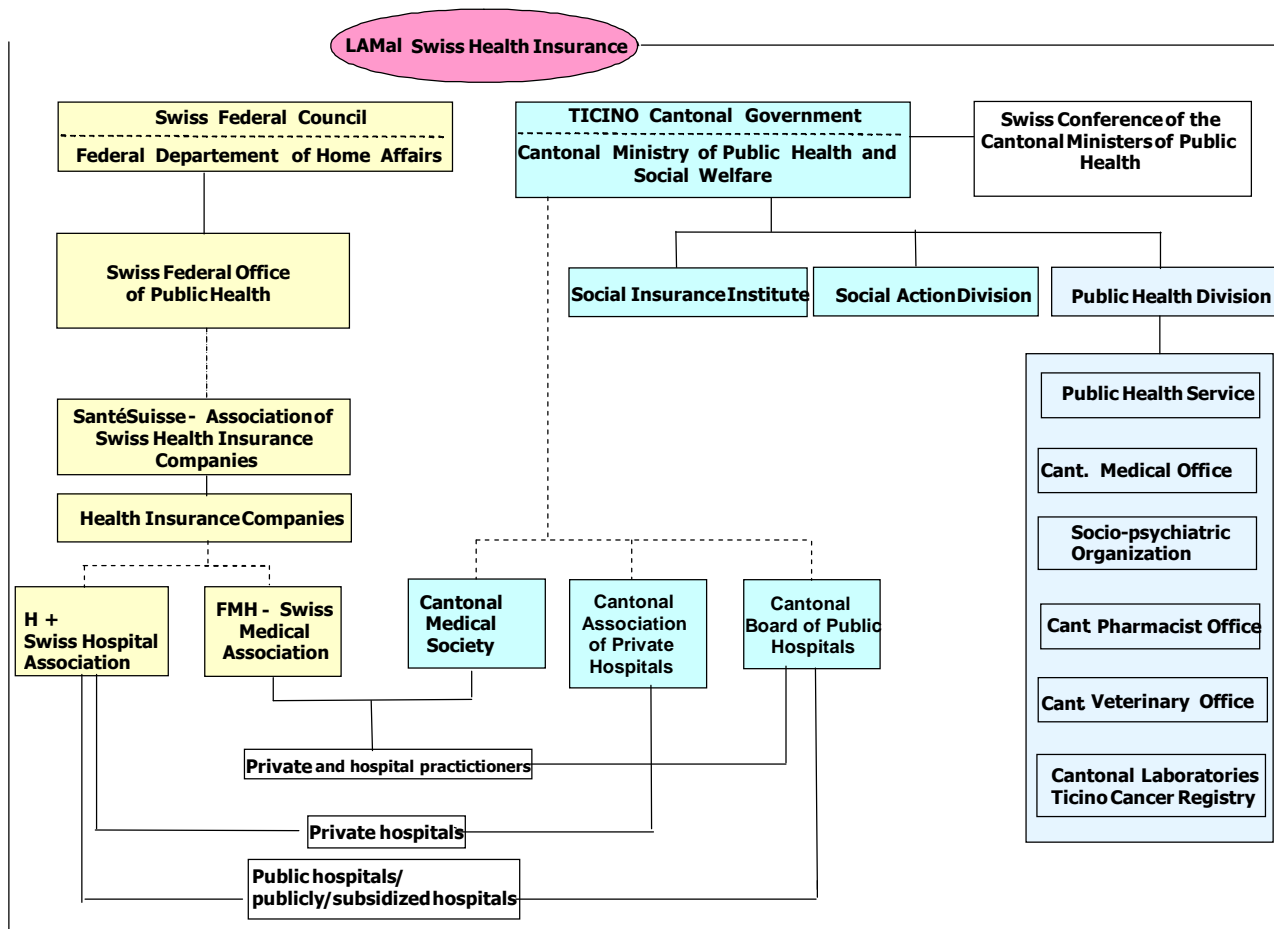 LAMal Swiss Health Insurance
Swiss Federal Council
Federal Departement of Home Affairs
TICINO Cantonal Government
Cantonal Ministry of Public Health and
Social Welfare
Swiss Conference of the
Cantonal Ministers of Public
Health
Swiss Federal Office
of Public Health
Social Insurance Institute
Social Action Division
Public Health Division
SantéSuisse - Association of
Swiss Health Insurance
Companies
Health Insurance Companies
H +
Swiss Hospital
Association
FMH - Swiss
Medical
Association
Cantonal
Medical
Society
Cantonal
Association
of Private
Hospitals
Cantonal
Board of Public
Hospitals
Public Health Service
Cant. Medical Office
Socio-psychiatric
Organization
Cant. Pharmacist Office
Cant. Veterinary Office
Cantonal Laboratories
Ticino Cancer Registry
Private and hospital practictioners
Private hospitals
Public hospitals/
publicly/subsidized hospitals